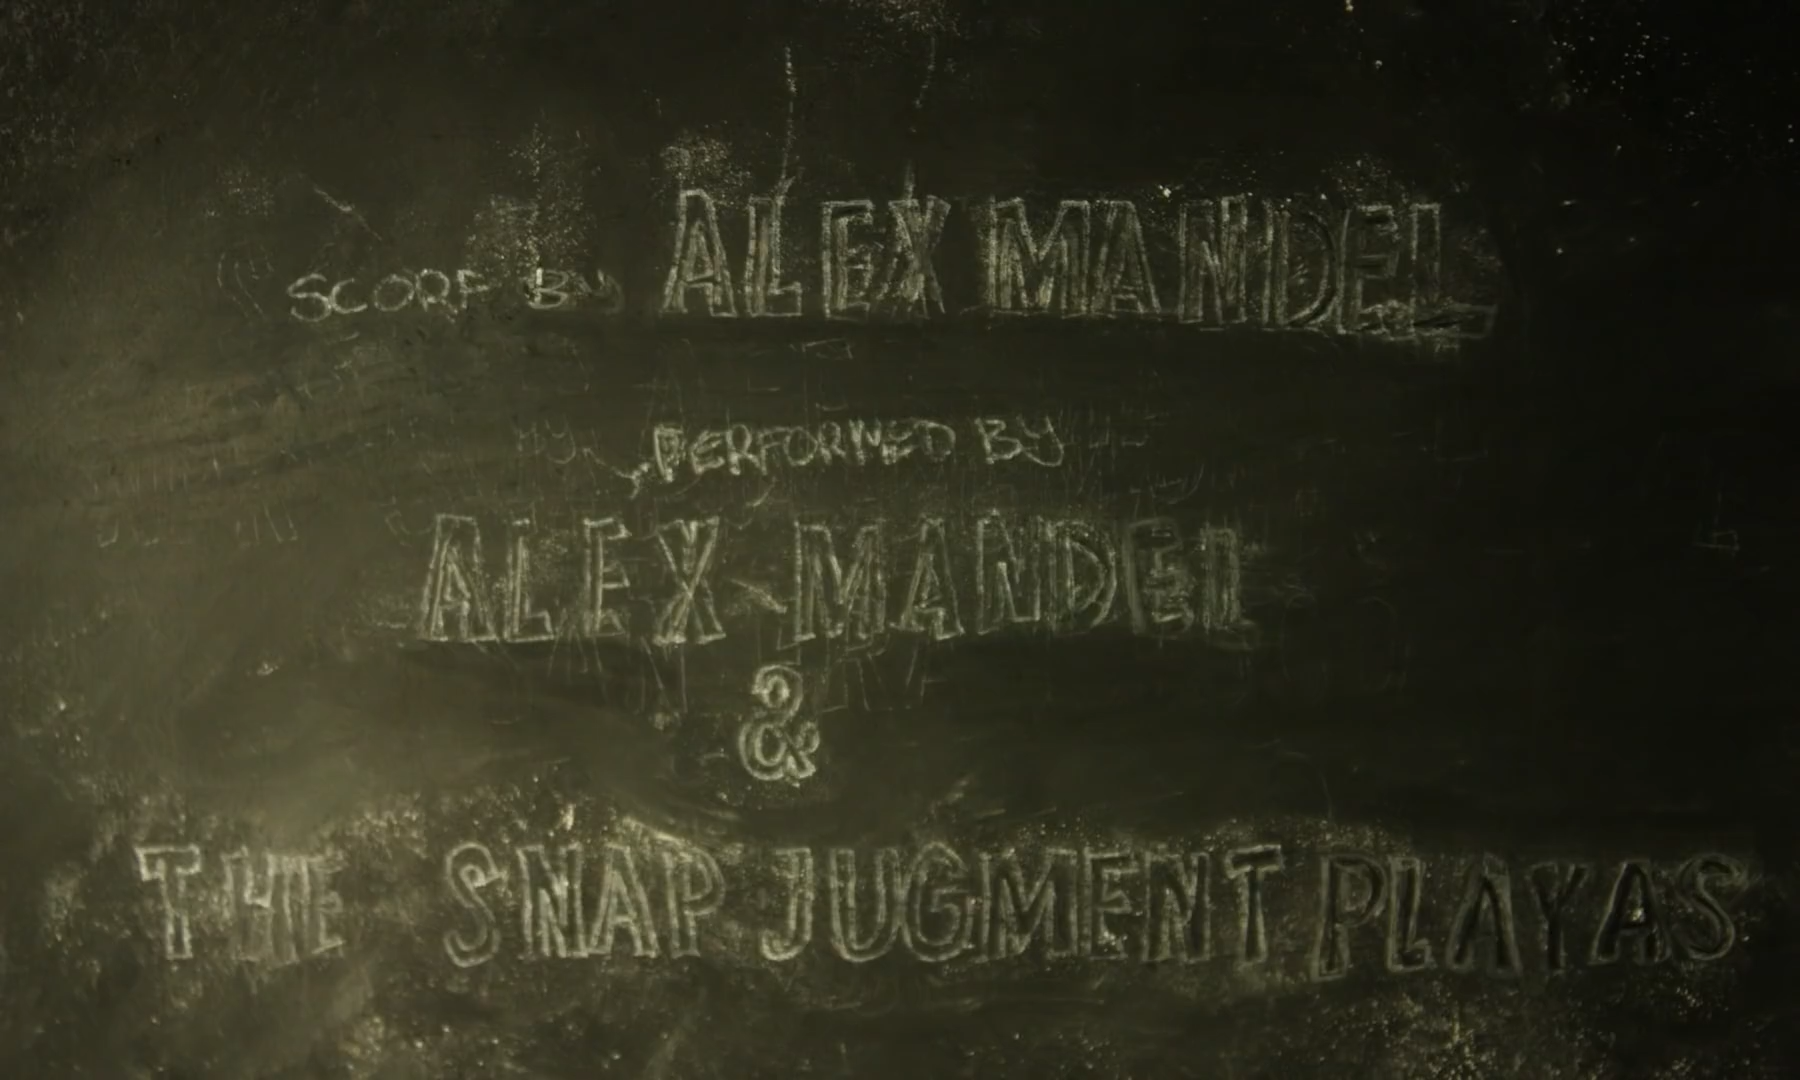 SCORE BY ALEX MANDEL
PERFORMED BY
ALEX MANDEL
&
THE SNAP JUGMENT PLAYAS